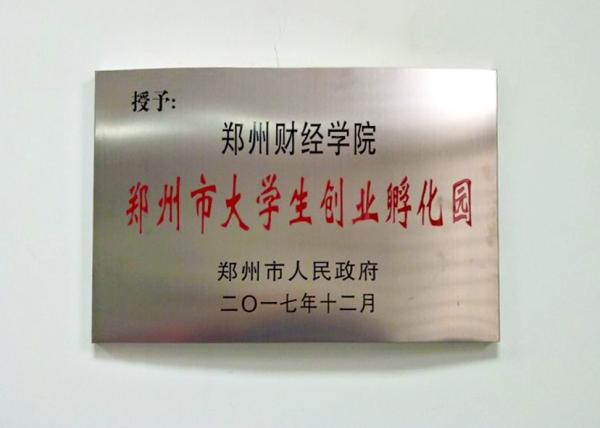 授予:
郑州财经学院
郑州市大学生创业孵化园
郑州市人民政府
二〇一七年十二月